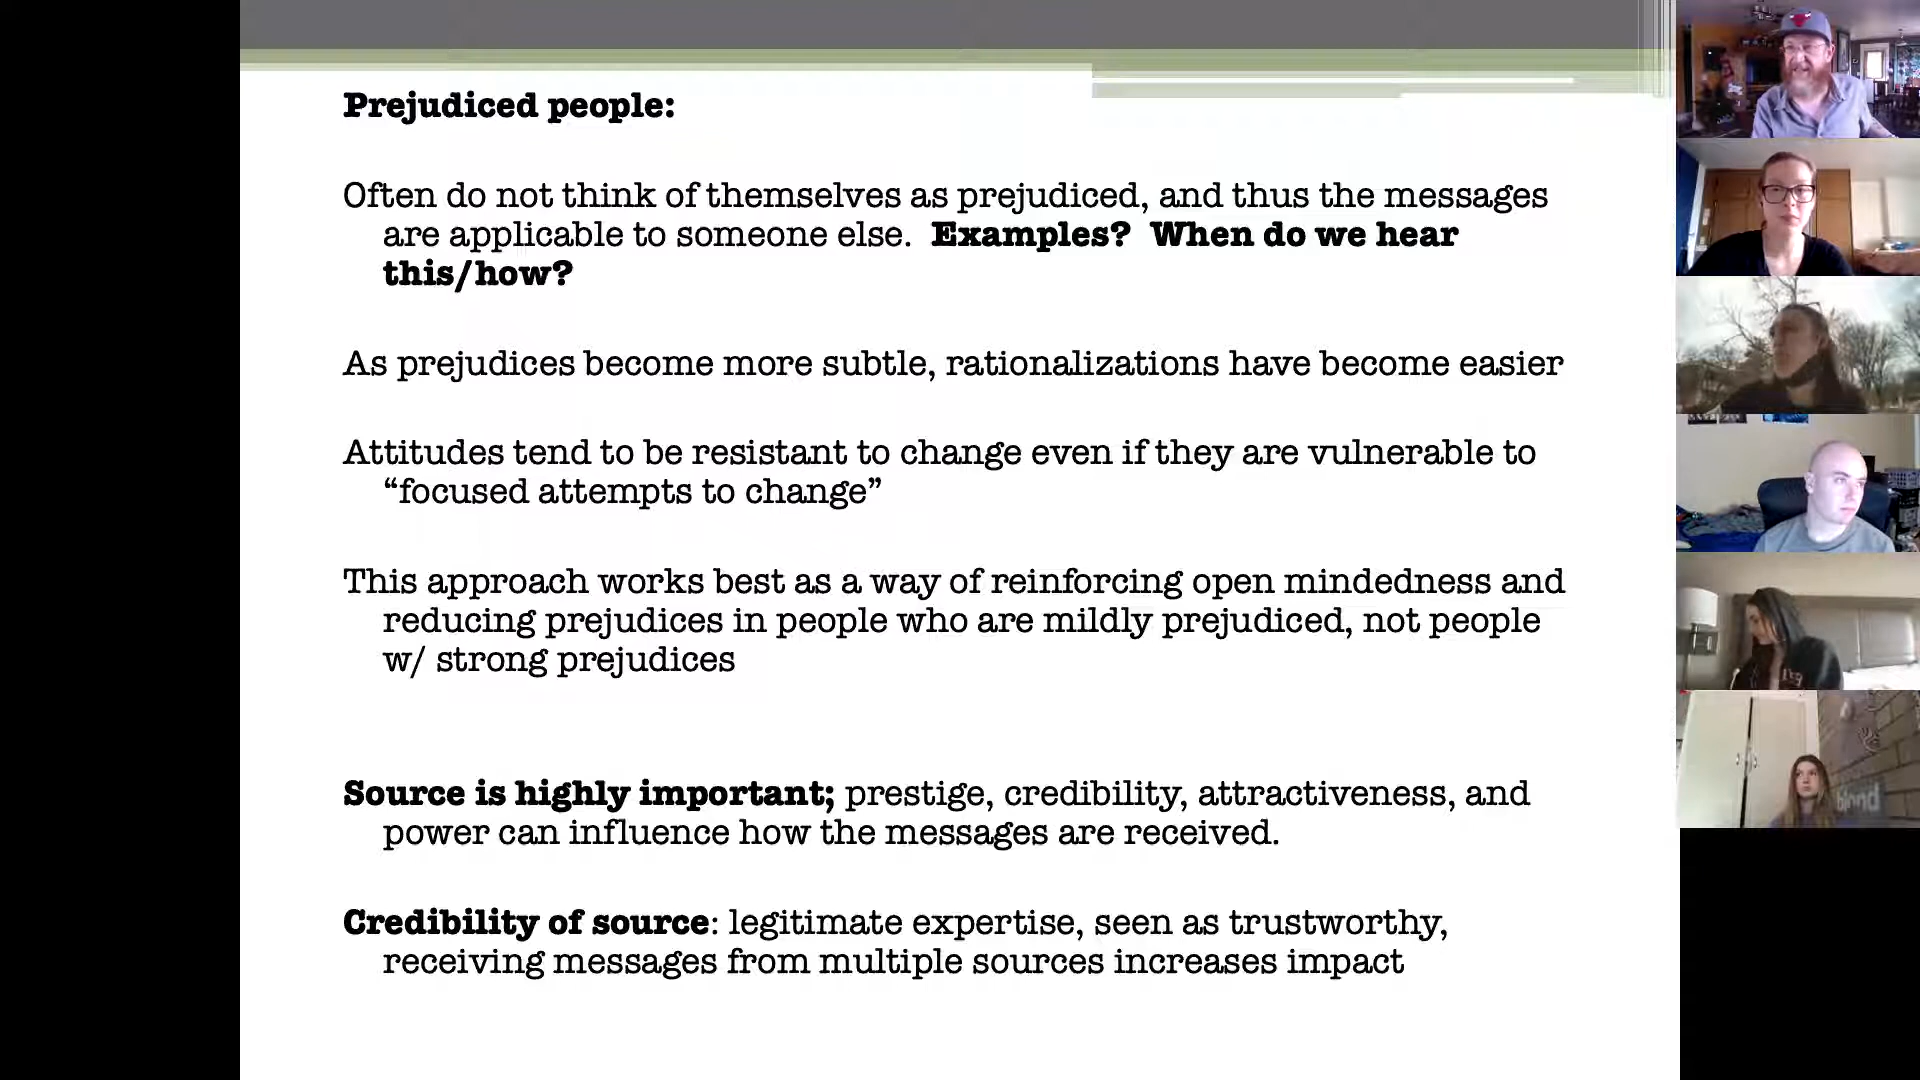 Prejudiced people:
Often do not think of themselves as prejudiced, and thus the messages
are applicable to someone else.  Examples?  When do we hear
this/how?
As prejudices become more subtle, rationalizations have become easier
Attitudes tend to be resistant to change even if they are vulnerable to
“focused attempts to change”
This approach works best as a way of reinforcing open mindedness and
reducing prejudices in people who are mildly prejudiced, not people
w/ strong prejudices
Source is highly important; prestige, credibility, attractiveness, and
power can influence how the messages are received.
Credibility of source: legitimate expertise, seen as trustworthy,
receiving messages from multiple sources increases impact